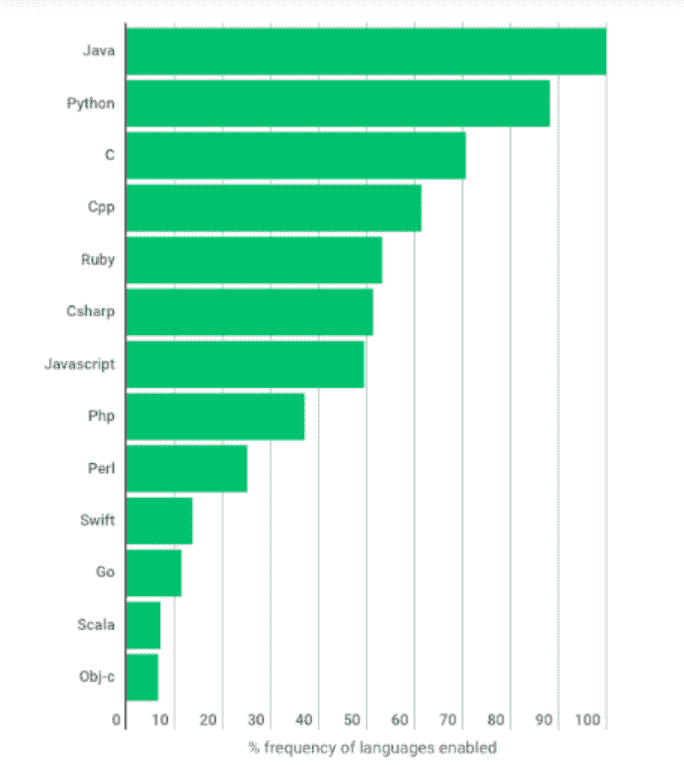 Java
Python
C
Cpp
Ruby
Csharp
Javascript
Php
Perl
Swift
Go
Scala
Obj-c
0 10 20 30 40 50 60 70 80 90 100
% frequency of languages enabled